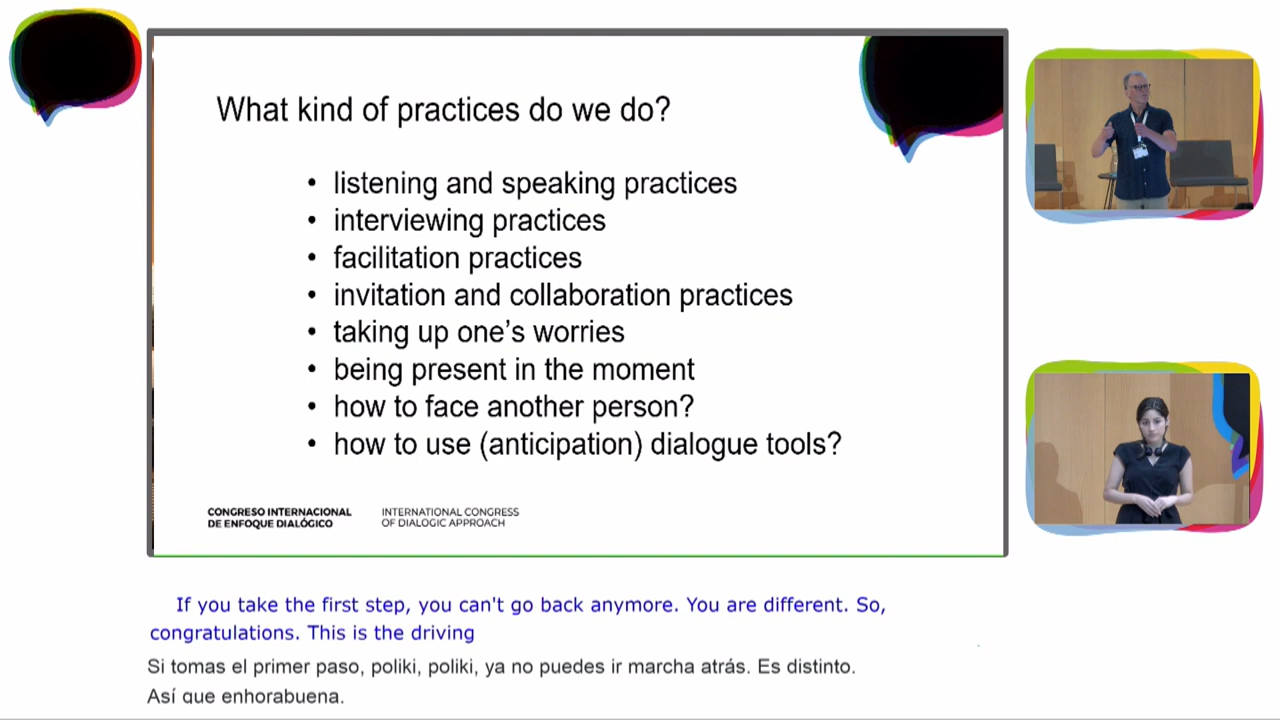 What kind of practices do we do?
• listening and speaking practices
• interviewing practices
• facilitation practices
• invitation and collaboration practices
• taking up one’s worries
• being present in the moment
• how to face another person?
• how to use (anticipation) dialogue tools?
CONGRESO INTERNACIONAL
DE ENFOQUE DIALÓGICO
INTERNATIONAL CONGRESS
OF DIALOGIC APPROACH
If you take the first step, you can't go back anymore. You are different. So,
congratulations. This is the driving
Si tomas el primer paso, poliki, poliki, ya no puedes ir marcha atrás. Es distinto.
Así que enhorabuena.